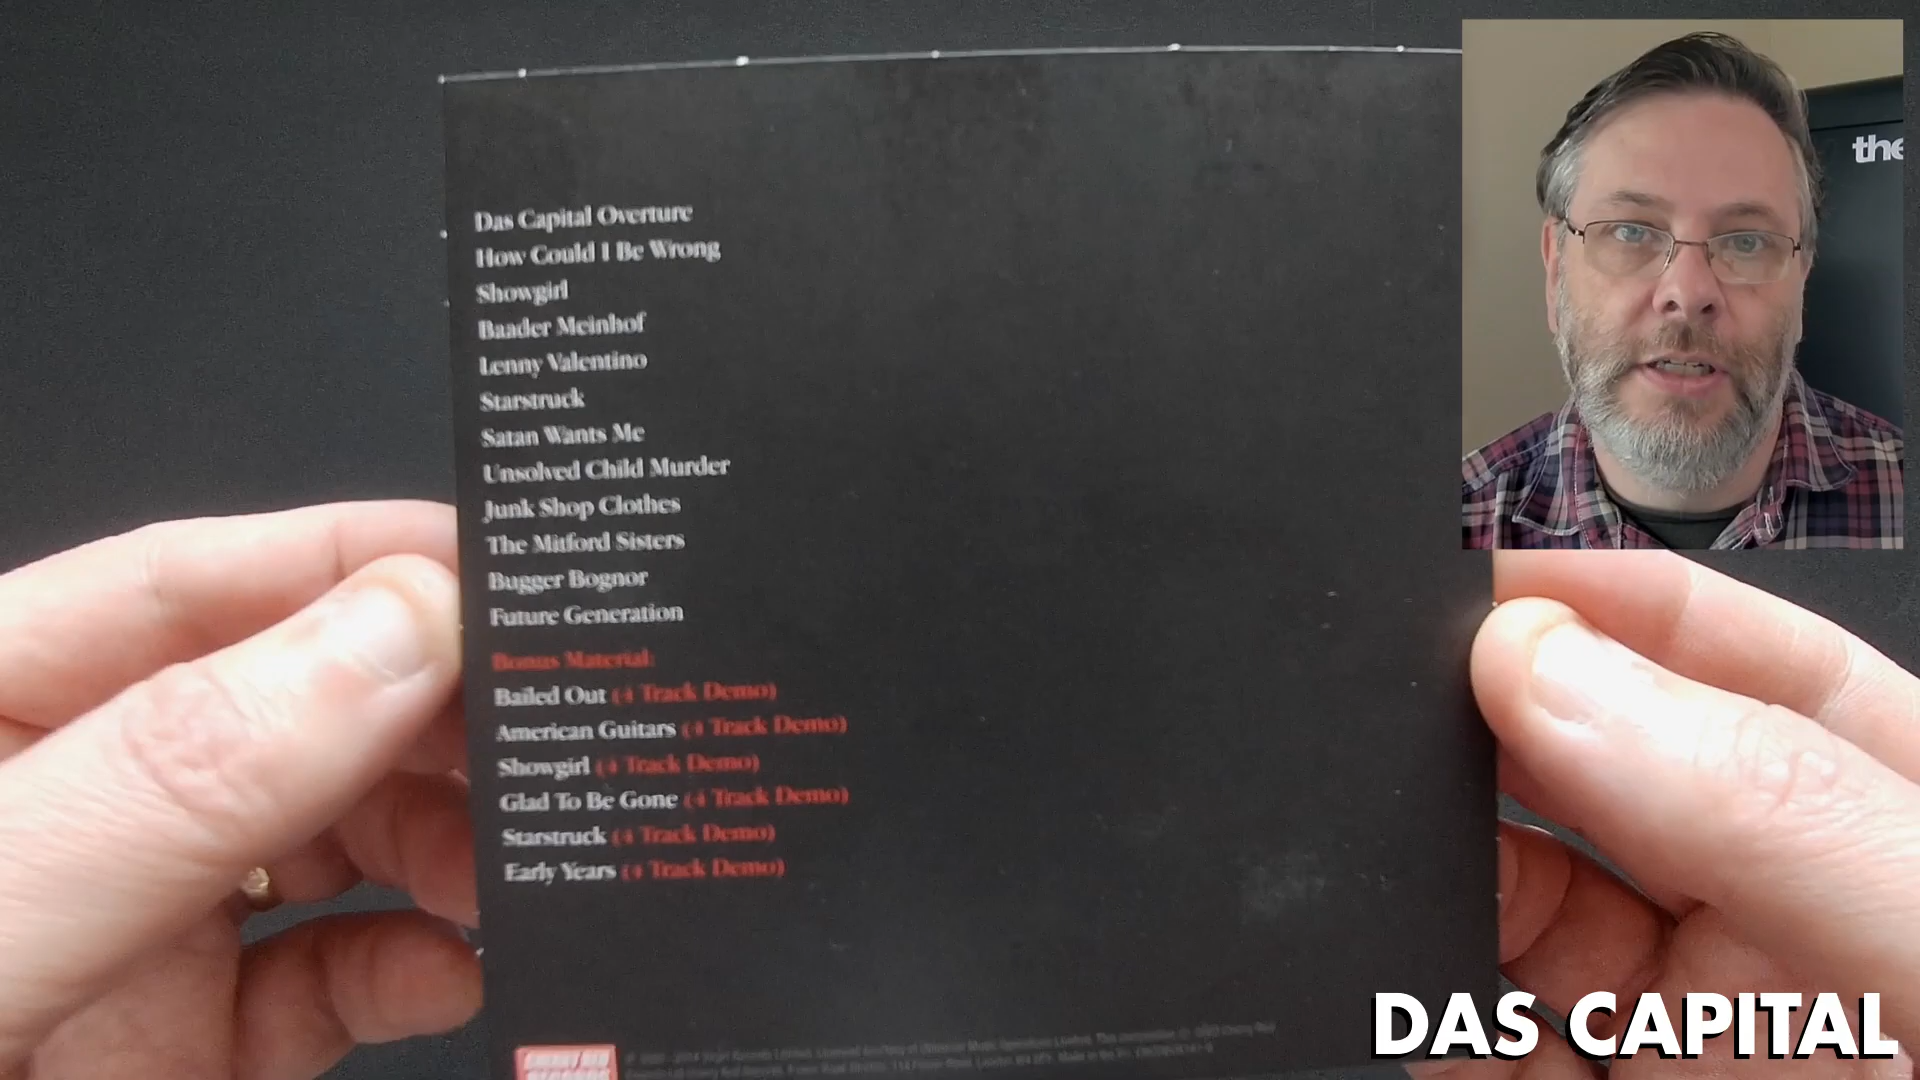 the
Das Capital Overture
How Could I Be Wrong
Showgirl
Baader Meinhof
Lenny Valentino
Starstruck
Satan Wants Me
Unsolved Child Murder
Junk Shop Clothes
The Mitford Sisters
Bugger Bognor
Future Generation
Bonus Material:
Bailed Out (4 Track Demo)
American Guitars (4 Track Demo)
Showgirl (4 Track Demo)
Glad To Be Gone (4 Track Demo)
Starstruck (4 Track Demo)
Early Years (4 Track Demo)
CHERRY RED
RECORDS
DAS CAPITAL